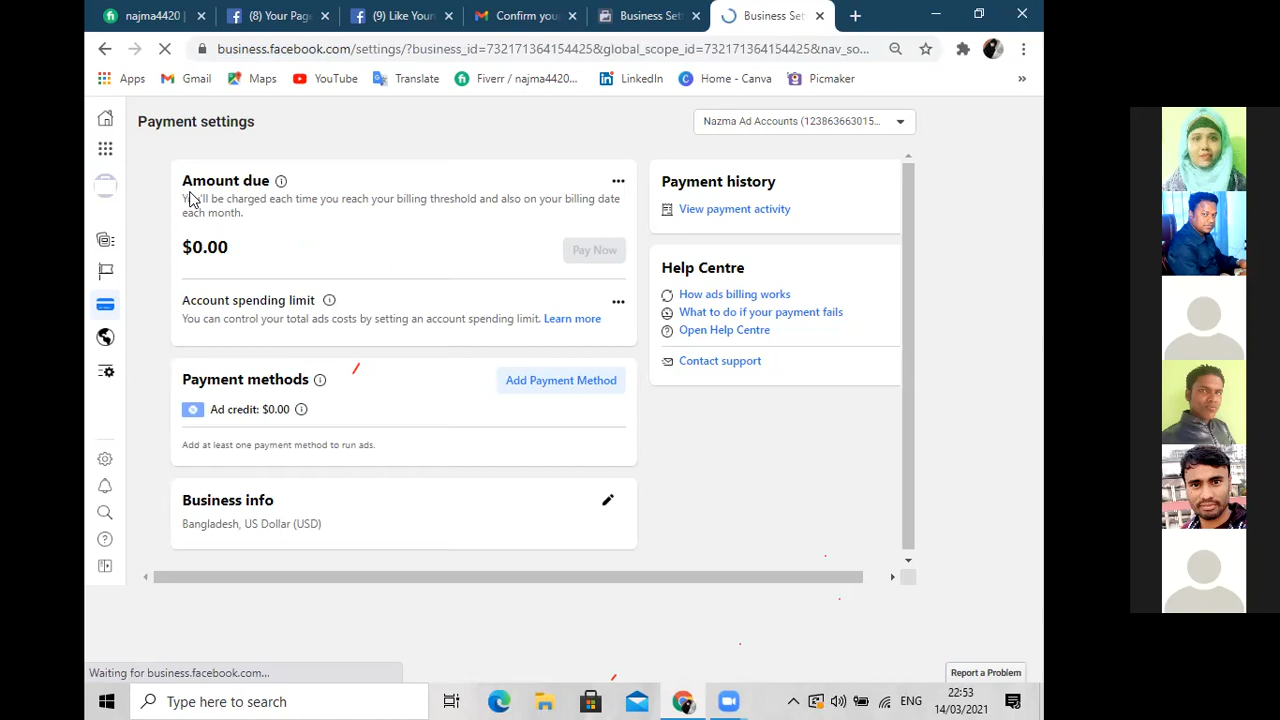 najma4420 |
(8) Your Page
(9) Like Your
Confirm you
Business Set
Business Set
business.facebook.com/settings/?business_id=732171364154425&global_scope_id=732171364154425&nav_so...
Apps
Gmail
Maps
YouTube
Translate
Fiverr / najma4420...
LinkedIn
Home - Canva
Picmaker
»
Payment settings
Nazma Ad Accounts (123863663015...
Amount due
You'll be charged each time you reach your billing threshold and also on your billing date
each month.
$0.00
Pay Now
Account spending limit
You can control your total ads costs by setting an account spending limit. Learn more
Payment methods
Add Payment Method
Ad credit: $0.00
Add at least one payment method to run ads.
Business info
Bangladesh, US Dollar (USD)
Payment history
View payment activity
Help Centre
How ads billing works
What to do if your payment fails
Open Help Centre
Contact support
Waiting for business.facebook.com...
Report a Problem
Type here to search
ENG
22:53
14/03/2021